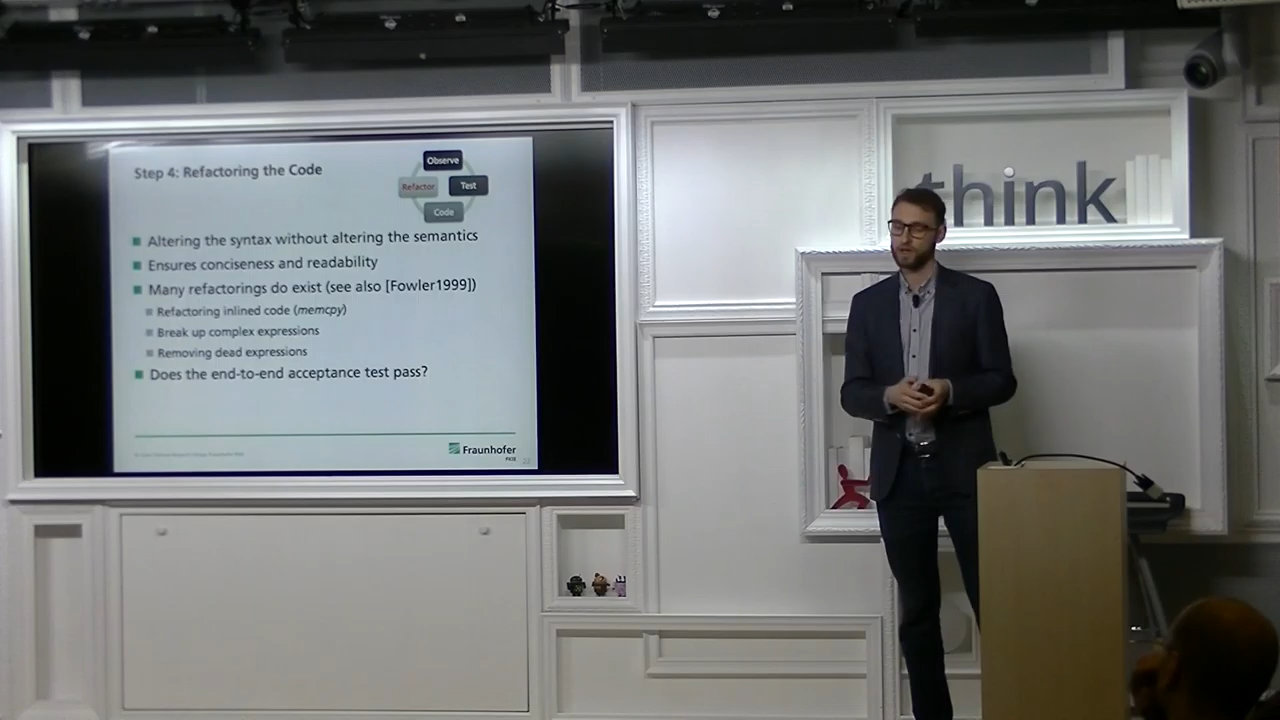 Step 4: Refactoring the Code
Observe
Refactor
Test
Code
Altering the syntax without altering the semantics
Ensures conciseness and readability
Many refactorings do exist (see also [Fowler1999])
Refactoring inlined code (memcpy)
Break up complex expressions
Removing dead expressions
Does the end-to-end acceptance test pass?
Fraunhofer
FKIE
think